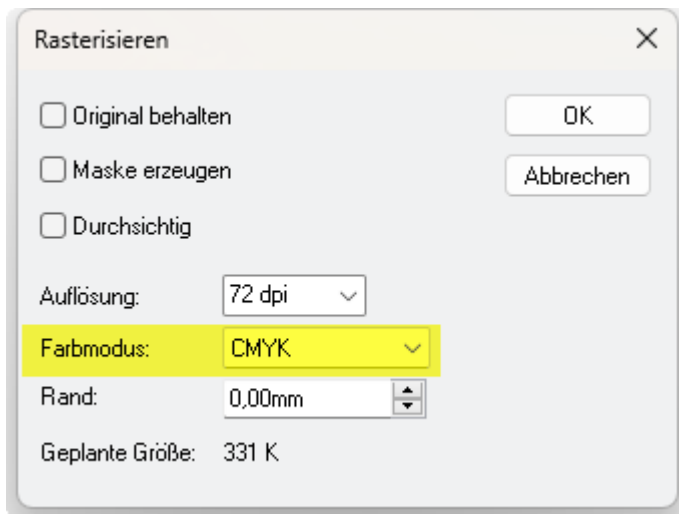 Rasterisieren
Original behalten
OK
Maske erzeugen
Abbrechen
Durchsichtig
Auflösung: 72 dpi
Farbmodus: CMYK
Rand: 0,00mm
Geplante Größe: 331 K